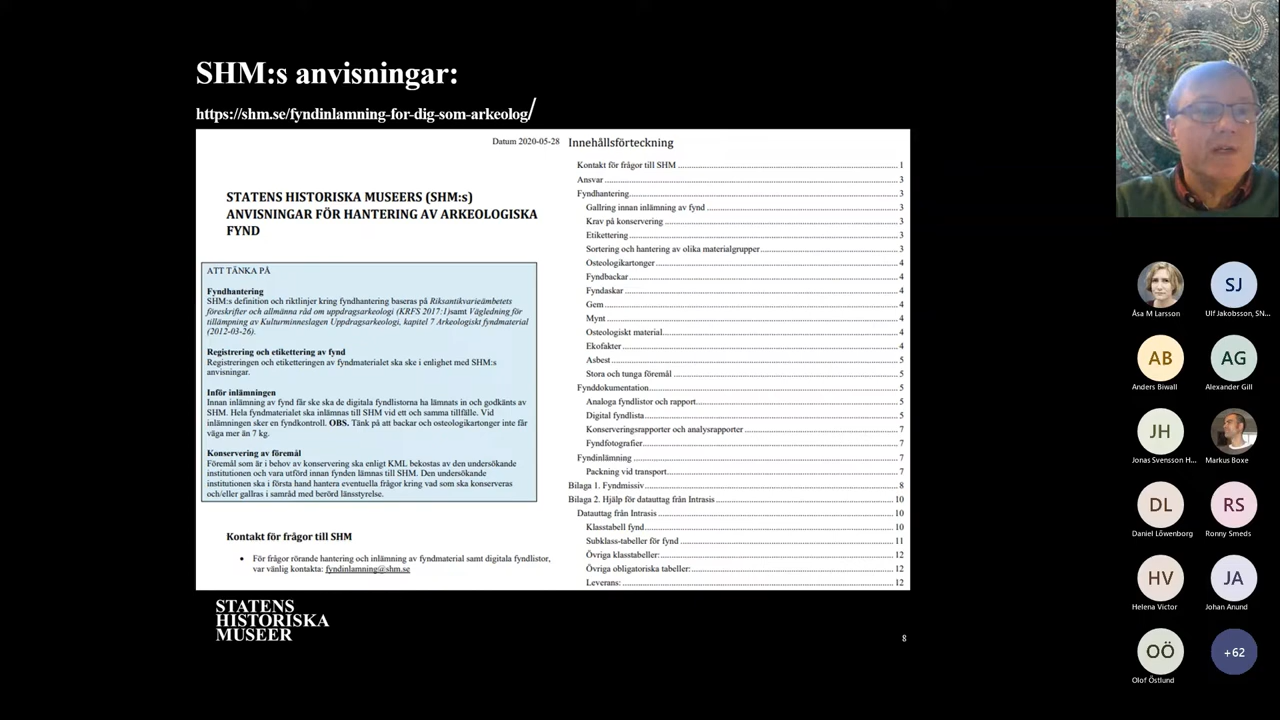 SHM:s anvisningar:
https://shm.se/fyndinlamning-for-dig-som-arkeolog/
Datum 2020-05-28
STATENS HISTORISKA MUSEERS (SHM:s)
ANVISNINGAR FÖR HANTERING AV ARKEOLOGISKA
FYND
ATT TÄNKA PÅ
Fyndhantering
SHM:s definition och riktlinjer kring fyndhantering baseras på Riksantikvarieämbetets
föreskrifter och allmänna råd om uppdragsarkeologi (KRFS 2017:1)samt Vägledning för
tillämpning av Kulturminneslagen Uppdragsarkeologi, kapitel 7 Arkeologiskt fyndmaterial
(2012-03-26).
Registrering och etikettering av fynd
Registreringen och etiketteringen av fyndmaterialet ska ske i enlighet med SHM:s
anvisningar.
Inför inlämningen
Innan inlämning av fynd får ske ska de digitala fyndlistorna ha lämnats in och godkänts av
SHM. Hela fyndmaterialet ska inlämnas till SHM vid ett och samma tillfälle. Vid
inlämningen sker en fyndkontroll. OBS. Tänk på att backar och osteologikartonger inte får
väga mer än 7 kg.
Konservering av föremål
Föremål som är i behov av konservering ska enligt KML bekostas av den undersökande
institutionen och vara utförd innan fynden lämnas till SHM. Den undersökande
institutionen ska i första hand hantera eventuella frågor kring vad som ska konserveras
och/eller gallras i samråd med berörd länsstyrelse.
Kontakt för frågor till SHM
• För frågor rörande hantering och inlämning av fyndmaterial samt digitala fyndlistor,
var vänlig kontakta: fyndinlamning@shm.se
Innehållsförteckning
Kontakt för frågor till SHM 1
Ansvar 3
Fyndhantering 3
Gallring innan inlämning av fynd 3
Krav på konservering 3
Etikettering 3
Sortering och hantering av olika materialgrupper 3
Osteologikartonger 4
Fyndbackar 4
Fyndaskar 4
Gem 4
Mynt 4
Osteologiskt material 4
Ekofakter 4
Asbest 5
Stora och tunga föremål 5
Fynddokumentation 5
Analoga fyndlistor och rapport 5
Digital fyndlista 5
Konserveringsrapporter och analysrapporter 7
Fyndfotografier 7
Fyndinlämning 7
Packning vid transport 7
Bilaga 1. Fyndmissiv 8
Bilaga 2. Hjälp för datauttag från Intrasis 10
Datauttag från Intrasis 10
Klasstabell fynd 10
Subklass-tabeller för fynd 11
Övriga klasstabeller: 12
Övriga obligatoriska tabeller: 12
Leverans: 12
STATENS
HISTORISKA
MUSEER
8
Åsa M Larsson
SJ
Ulf Jakobsson, SN...
AB
Anders Biwall
AG
Alexander Gill
JH
Jonas Svensson H...
Markus Boxe
DL
Daniel Löwenborg
RS
Ronny Smeds
HV
Helena Victor
JA
Johan Anund
OÖ
Olof Östlund
+62